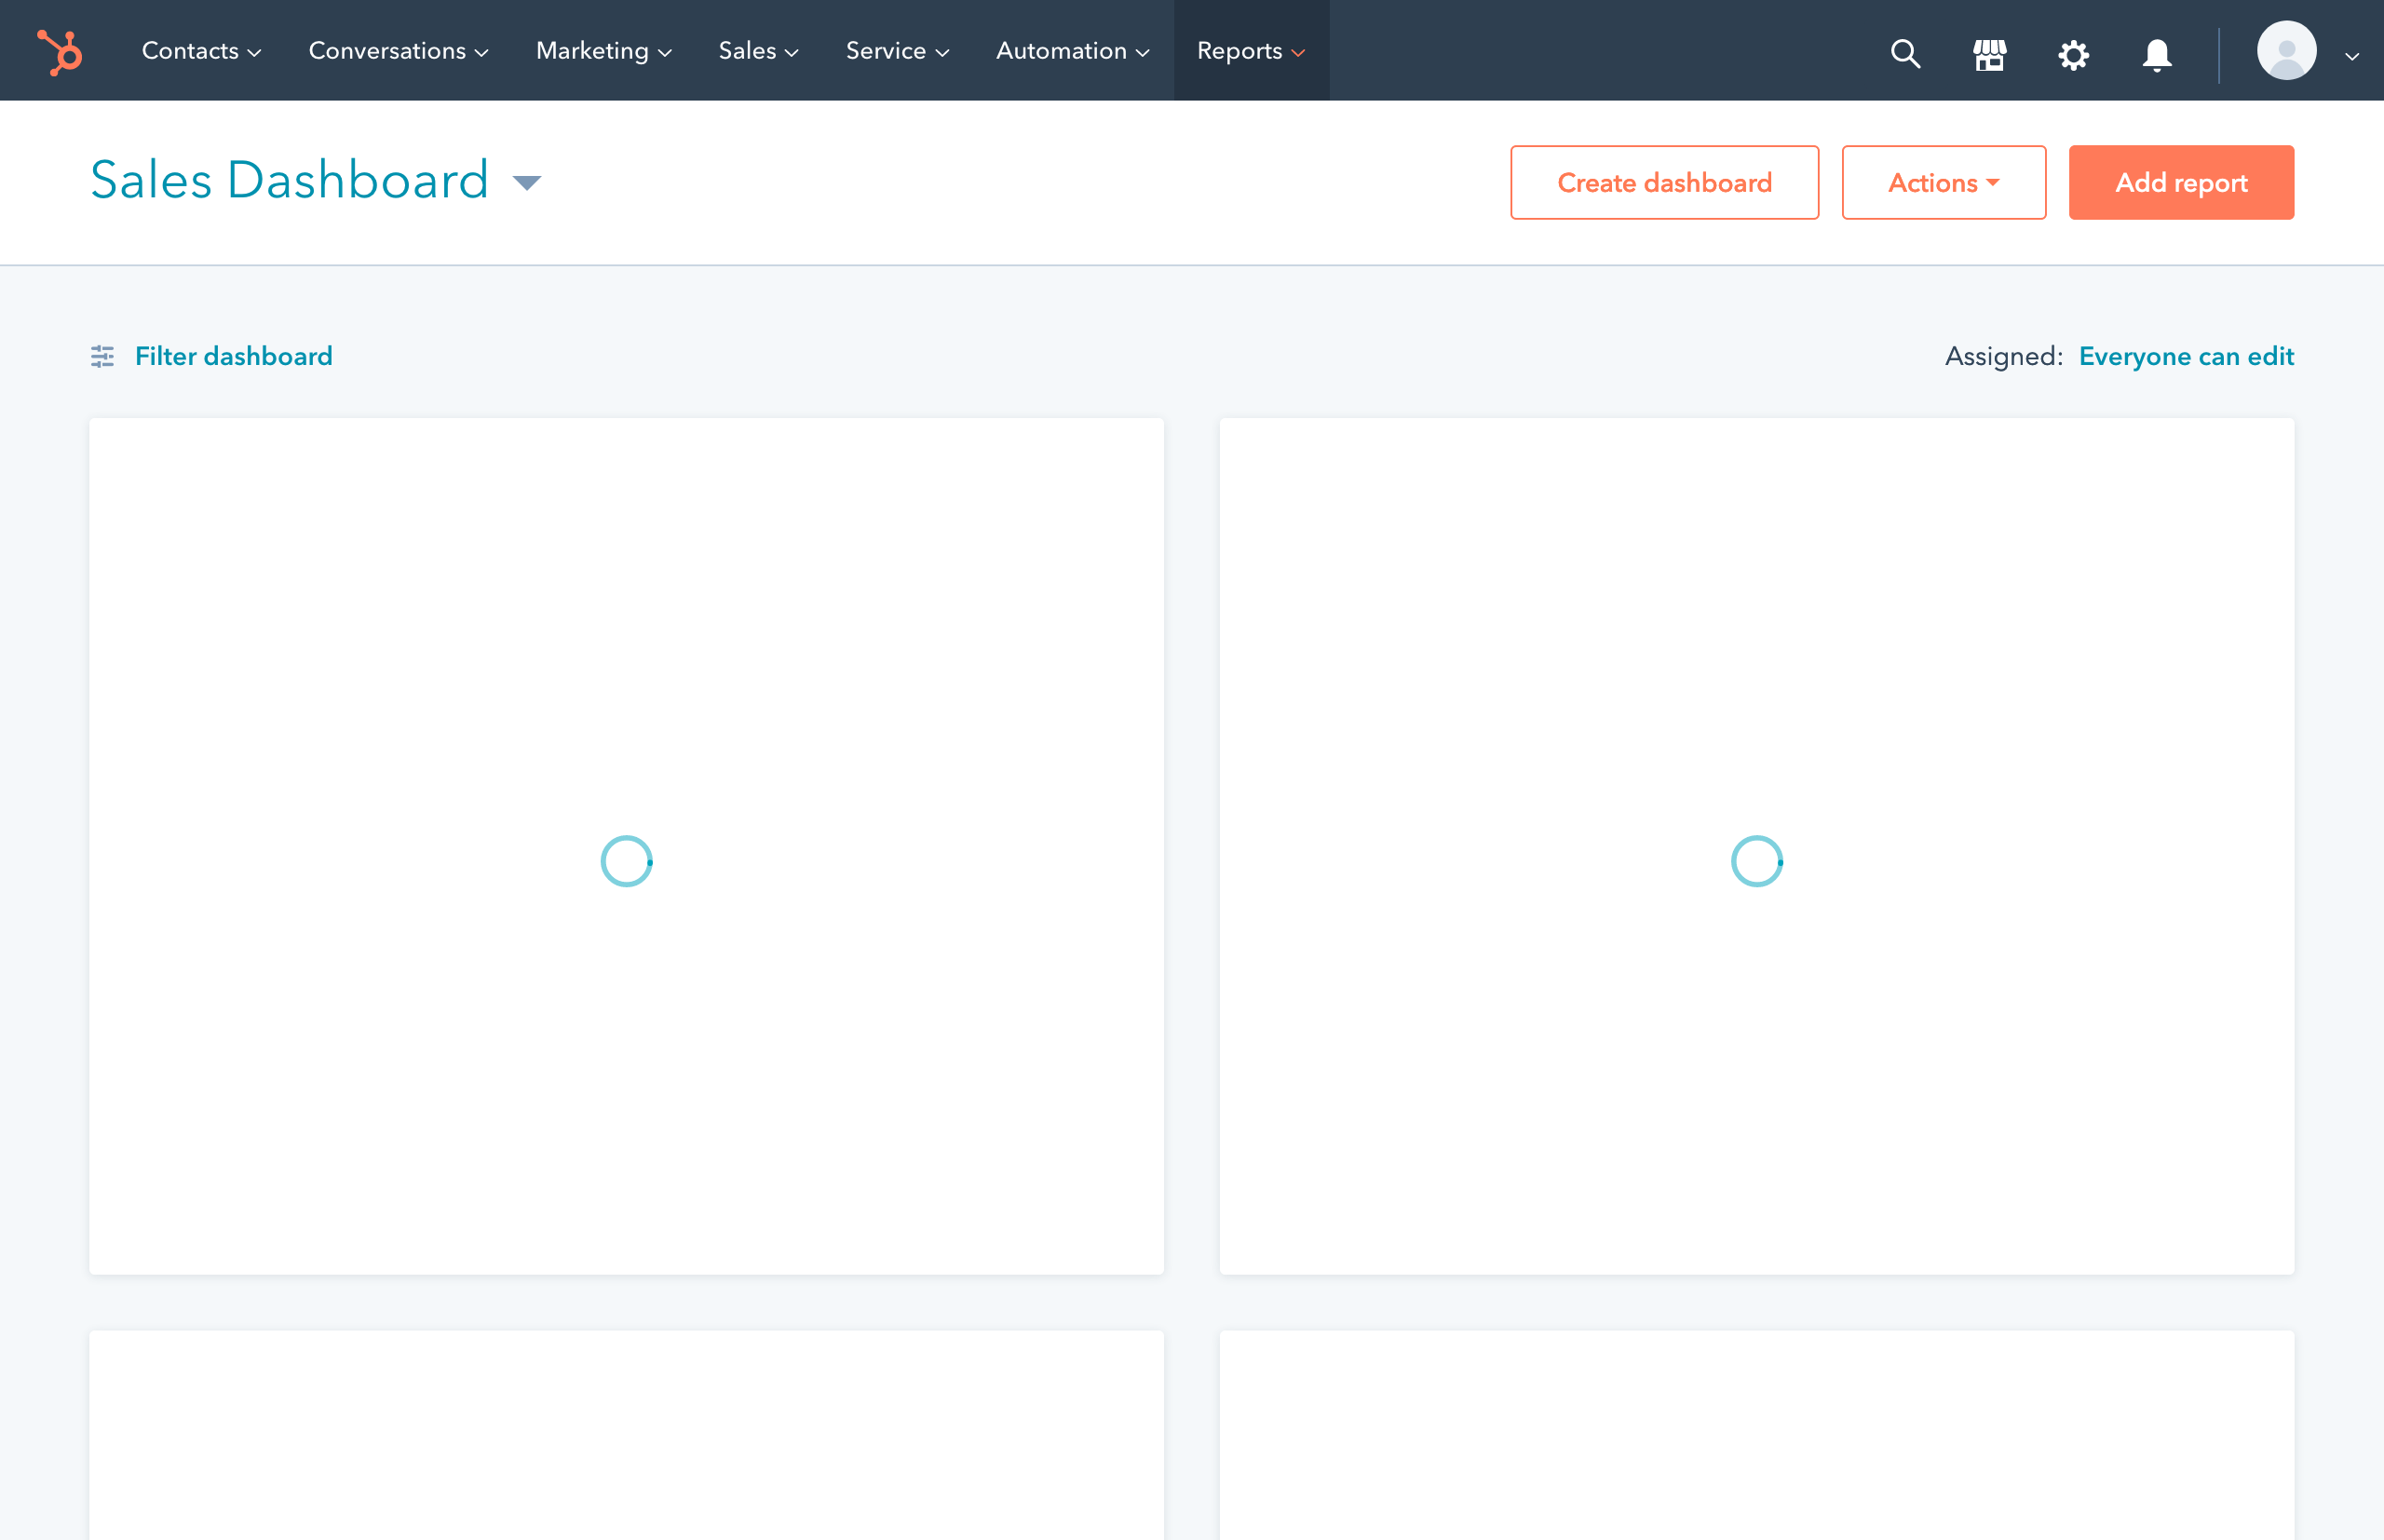 Contacts Conversations Marketing Sales Service Automation Reports
Sales Dashboard
Create dashboard Actions Add report
Filter dashboard
Assigned: Everyone can edit